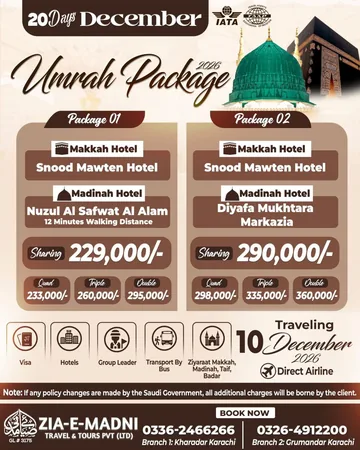 20 Days December
IATA
Umrah Package
2026
Package 01
Makkah Hotel
Snood Mawten Hotel
Madinah Hotel
Nuzul Al Safwat Al Alam
12 Minutes Walking Distance
Sharing 229,000/-
Quad Triple Double
233,000/- 260,000/- 295,000/-
Package 02
Makkah Hotel
Snood Mawten Hotel
Madinah Hotel
Diyafa Mukhtara
Markazia
Sharing 290,000/-
Quad Triple Double
298,000/- 335,000/- 360,000/-
Visa
Hotels
Group Leader
Transport By
Bus
Ziyaraat Makkah,
Madinah, Taif,
Badar
Traveling
10 December
2026
Direct Airline
Note: If any policy changes are made by the Saudi Government, all additional charges will be borne by the client.
GL # 3175
ZIA-E-MADNI
TRAVEL & TOURS PVT (LTD)
BOOK NOW
0336-2466266
Branch 1: Kharadar Karachi
0326-4912200
Branch 2: Grumandar Karachi